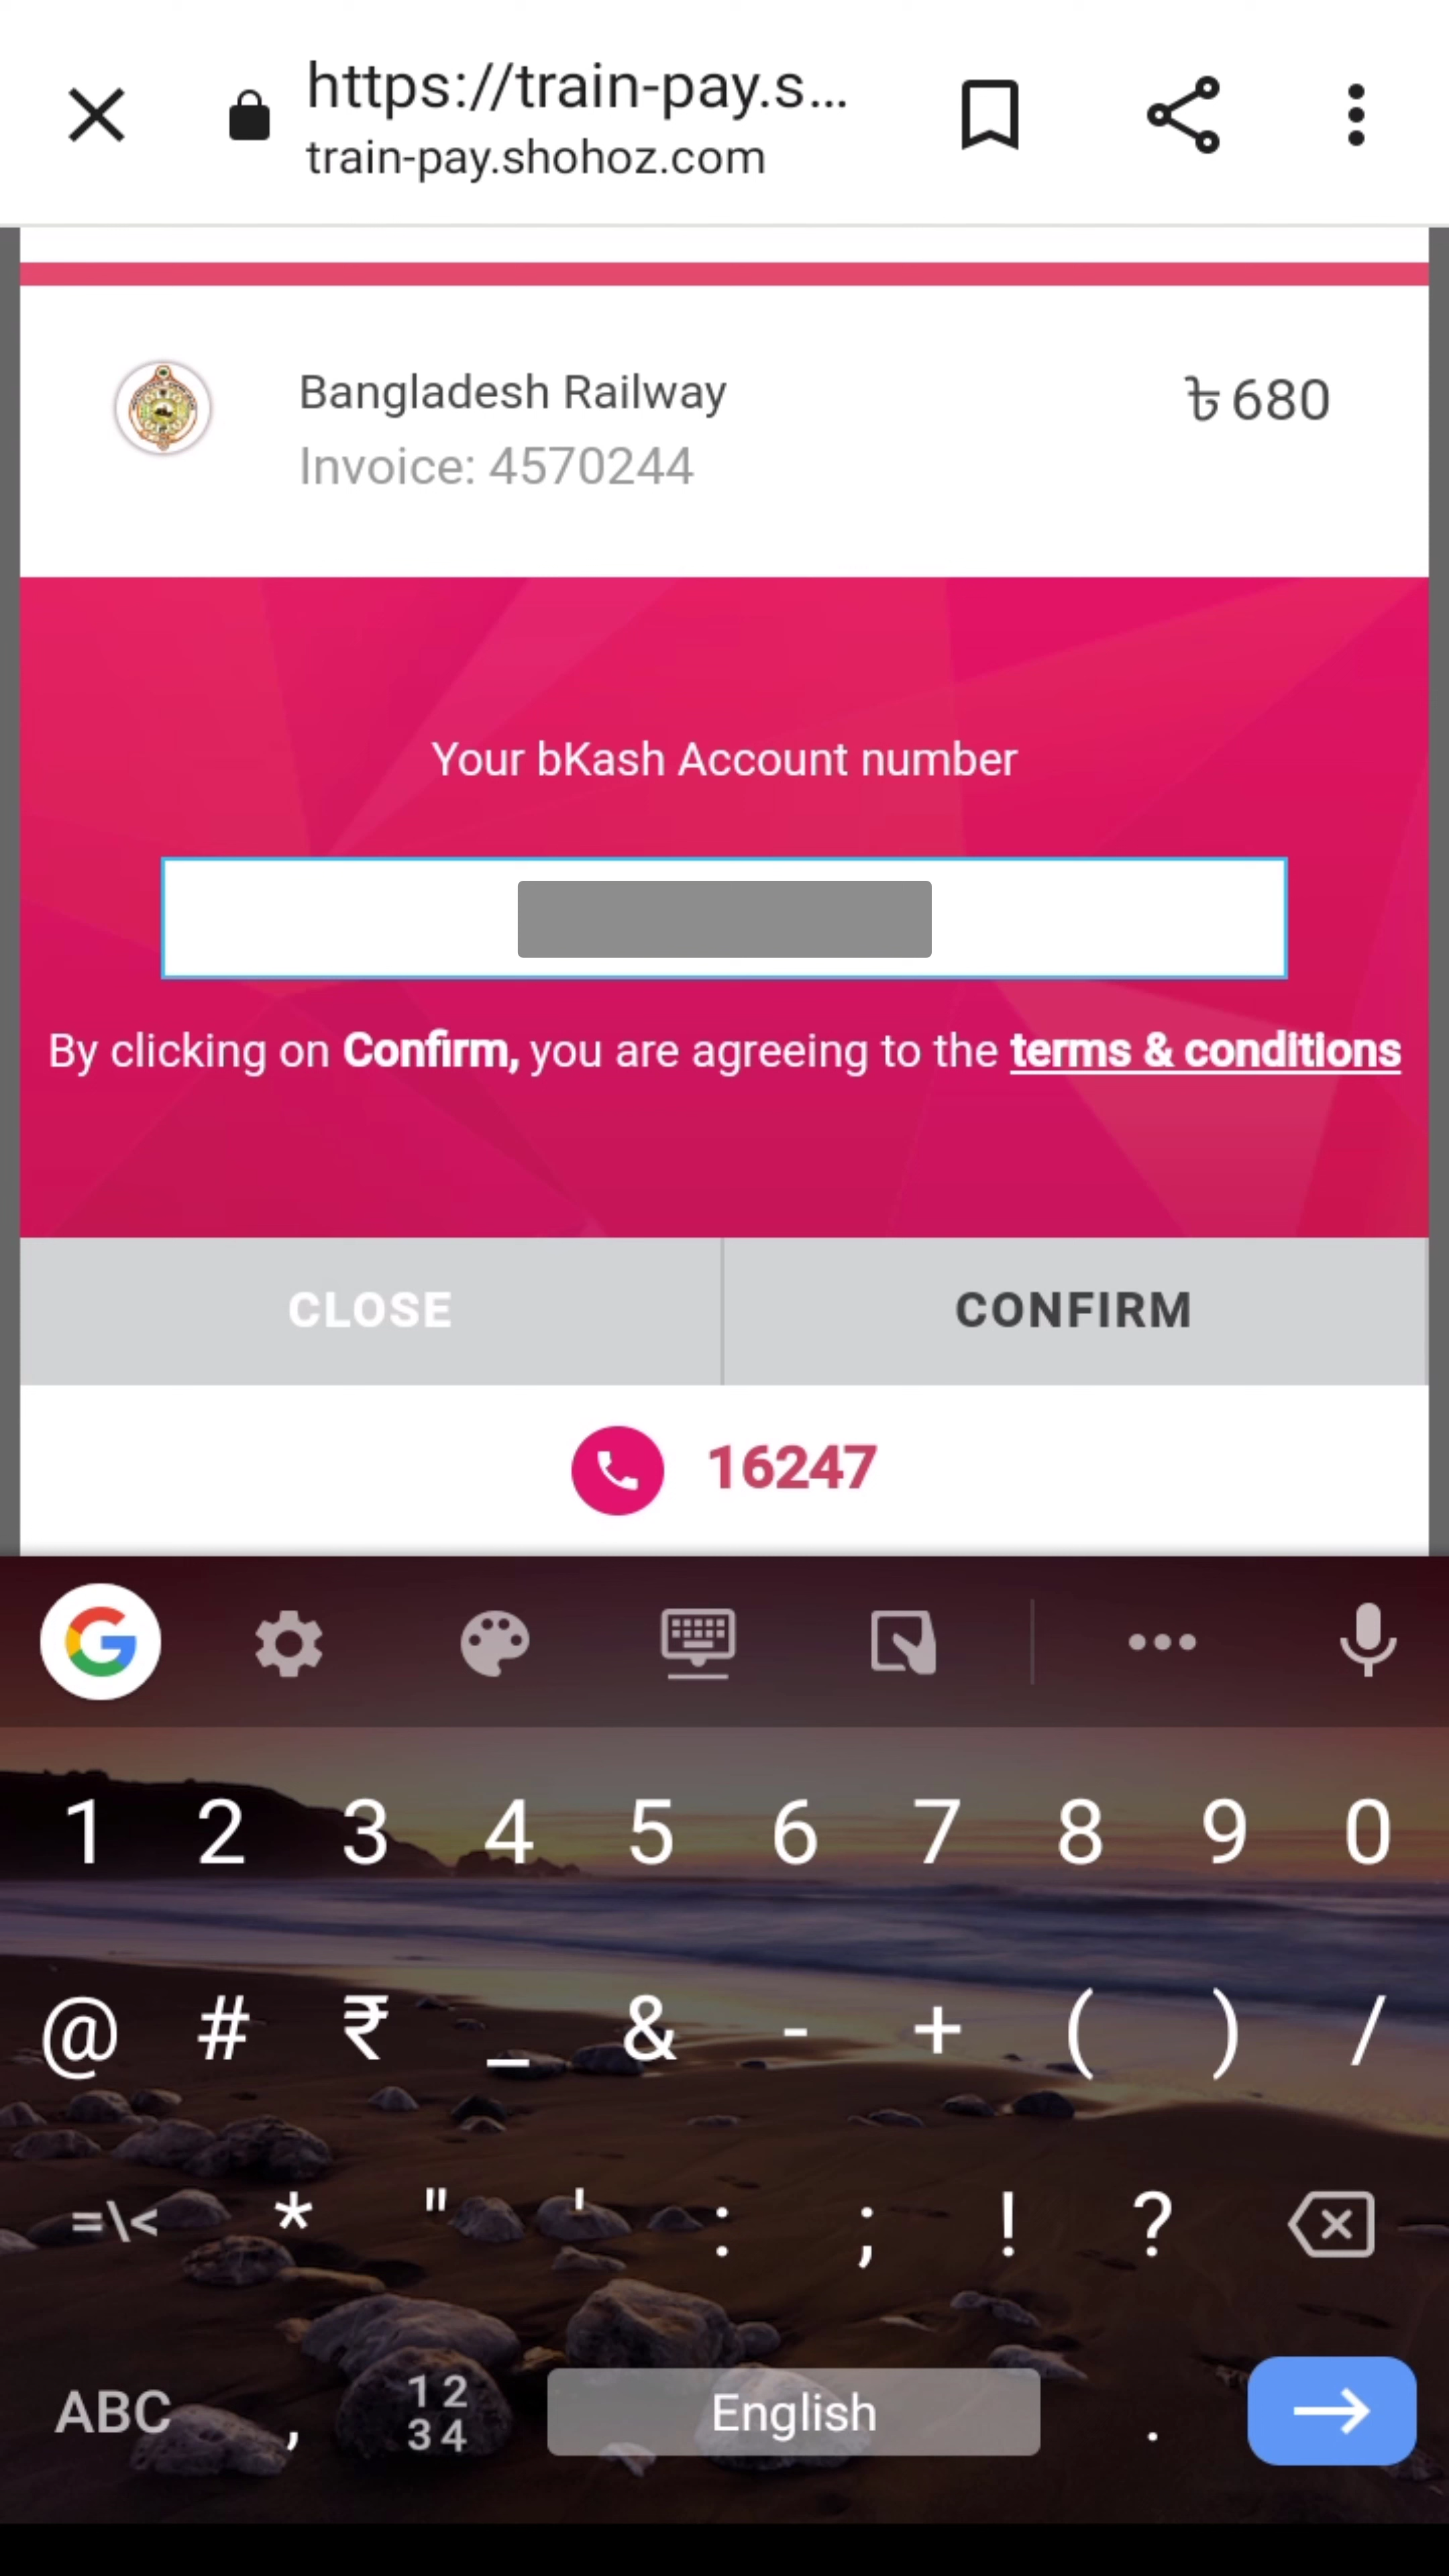 https://train-pay.s...
train-pay.shohoz.com
Bangladesh Railway
৳680
Invoice: 4570244
Your bKash Account number
By clicking on Confirm, you are agreeing to the terms & conditions
CLOSE
CONFIRM
16247
1 2 3 4 5 6 7 8 9 0
@ # ₹ _ & - + ( ) /
=\< * " ' : ; ! ?
ABC , 12 34 English .